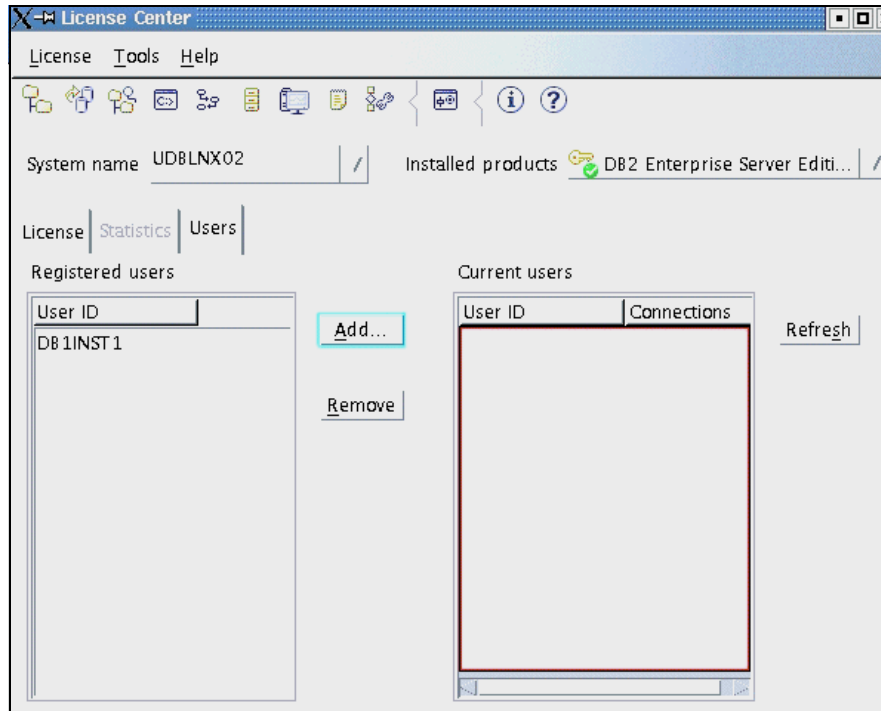 License Center
License Tools Help
System name UDBLNX02 Installed products DB2 Enterprise Server Editi...
License Statistics Users
Registered users Current users
User ID User ID Connections
Add... Refresh
DB1INST1
Remove